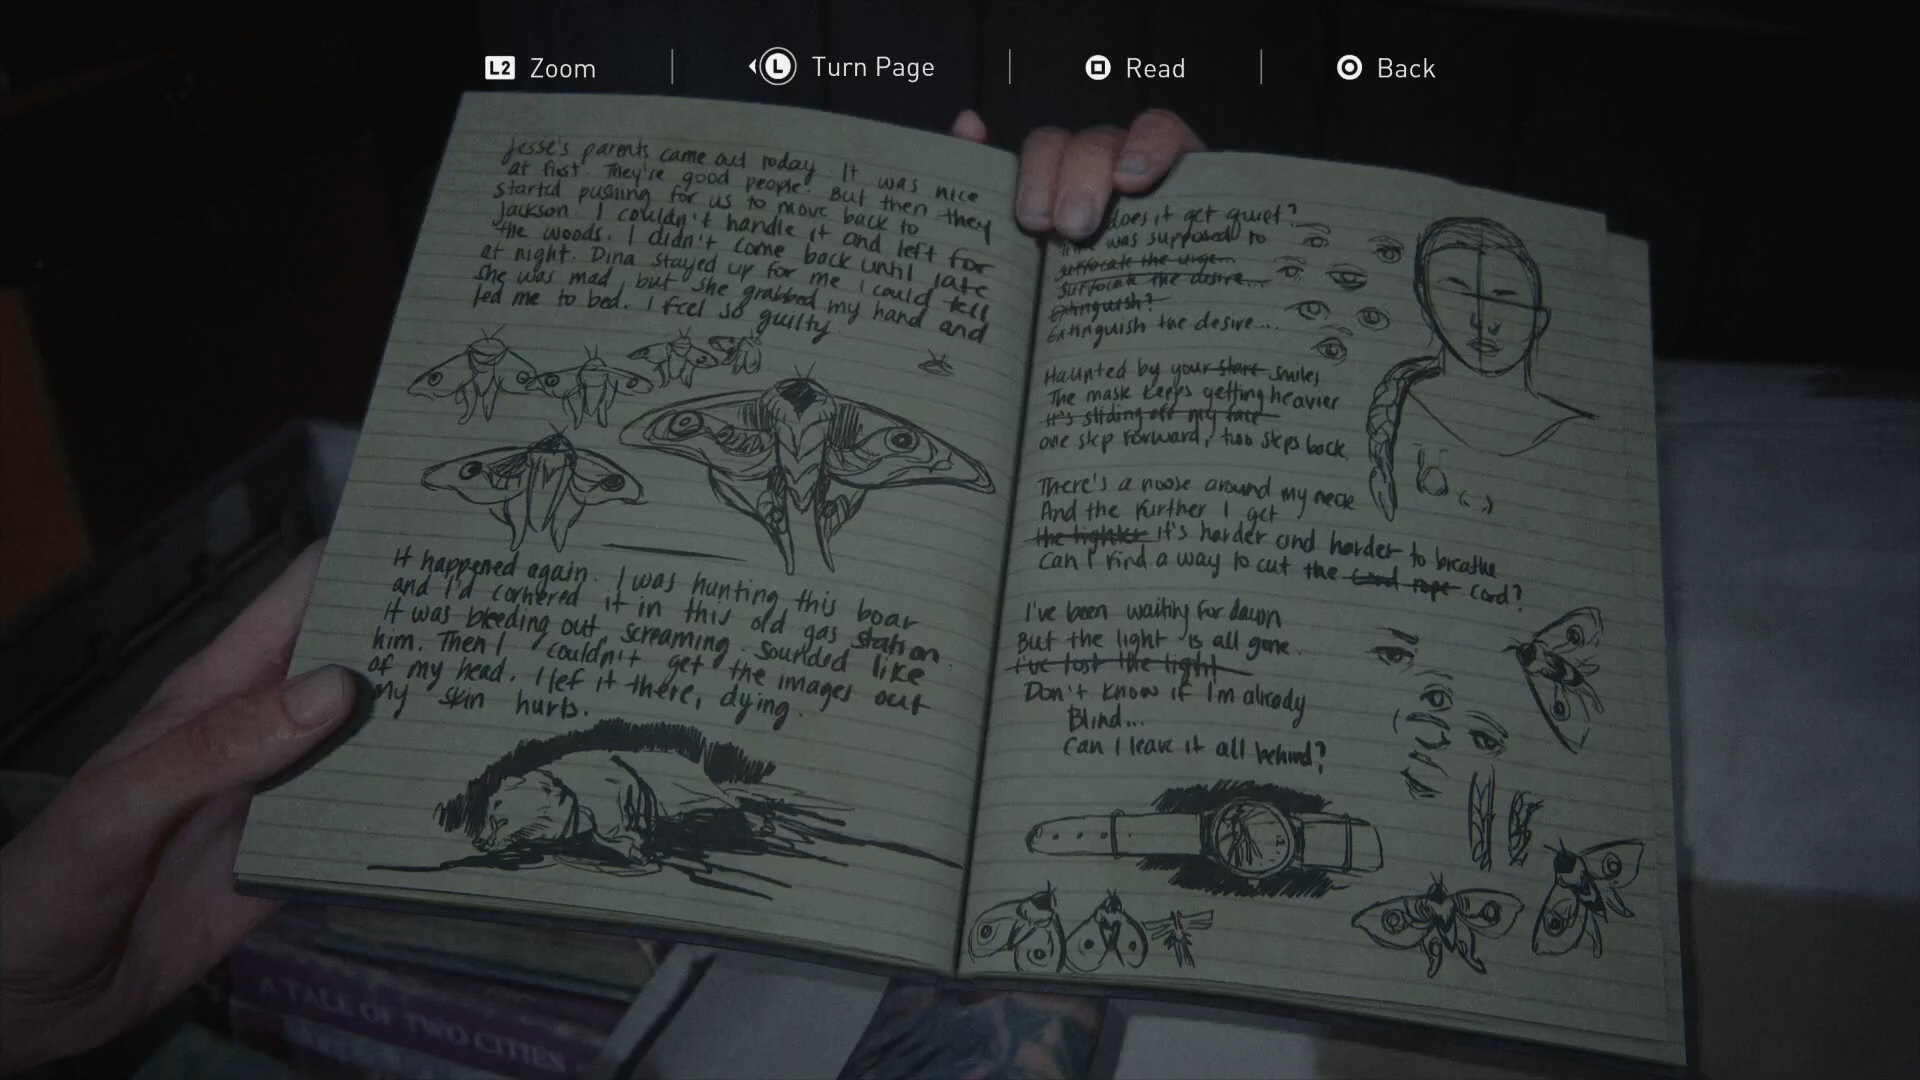 L2 Zoom
L Turn Page
Read
Back
Jesse's parents came out today. It was nice
at first. They're good people. But then they
started pushing for us to move back to
Jackson. I couldn't handle it and left for
the woods. I didn't come back until late
at night. Dina stayed up for me. I could tell
she was mad, but she grabbed my hand and
led me to bed. I feel so guilty.
It happened again. I was hunting this boar
and I'd cornered it in this old gas station.
It was bleeding out, screaming. Sounded like
him. Then I couldn't get the images out
of my head. I lef it there, dying.
My skin hurts.
does it get quiet?
was supposed to
suffocate the urge...
suffocate the desire...
extinguish?
Extinguish the desire...
Haunted by your stare smiles
The mask keeps getting heavier
It's sliding off my face
one step forward, two steps back.
There's a noose around my neck
And the further I get
the tighter it's harder and harder to breathe
Can I find a way to cut the cord rope cord?
I've been waiting for dawn
But the light is all gone.
I've lost the light
Don't know if I'm already
Blind...
Can I leave it all behind?
A TALE OF TWO CITIES